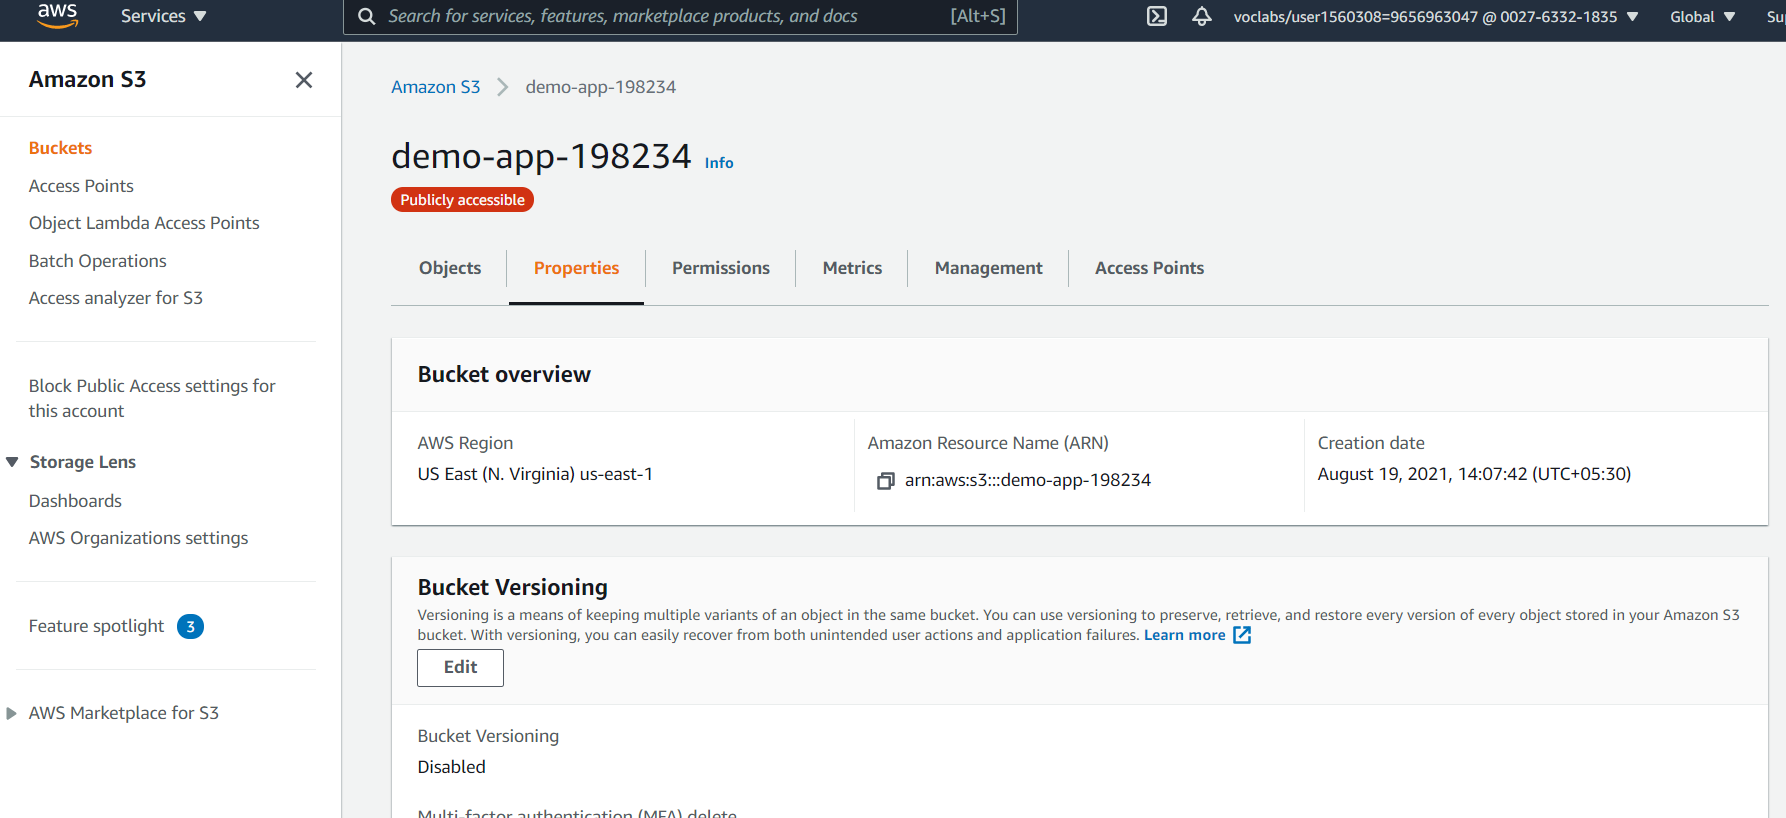 aws
Services
Search for services, features, marketplace products, and docs [Alt+S]
voclabs/user1560308=9656963047 @ 0027-6332-1835
Global
Amazon S3
Buckets
Access Points
Object Lambda Access Points
Batch Operations
Access analyzer for S3
Block Public Access settings for
this account
Storage Lens
Dashboards
AWS Organizations settings
Feature spotlight 3
AWS Marketplace for S3
Amazon S3 demo-app-198234
demo-app-198234 Info
Publicly accessible
Objects Properties Permissions Metrics Management Access Points
Bucket overview
AWS Region
US East (N. Virginia) us-east-1
Amazon Resource Name (ARN)
arn:aws:s3:::demo-app-198234
Creation date
August 19, 2021, 14:07:42 (UTC+05:30)
Bucket Versioning
Versioning is a means of keeping multiple variants of an object in the same bucket. You can use versioning to preserve, retrieve, and restore every version of every object stored in your Amazon S3
bucket. With versioning, you can easily recover from both unintended user actions and application failures. Learn more
Edit
Bucket Versioning
Disabled
Multi-factor authentication (MFA) delete